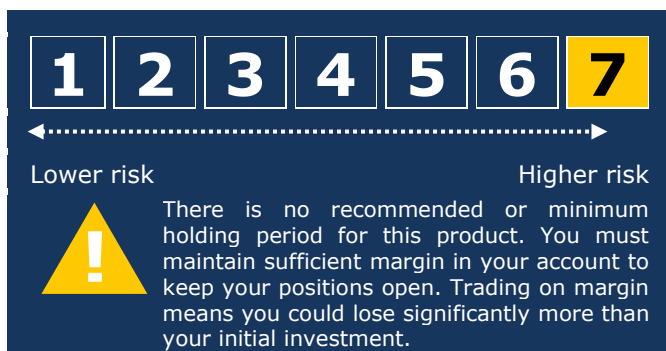 1 2 3 4 5 6 7
Lower risk Higher risk
!
There is no recommended or minimum
holding period for this product. You must
maintain sufficient margin in your account to
keep your positions open. Trading on margin
means you could lose significantly more than
your initial investment.